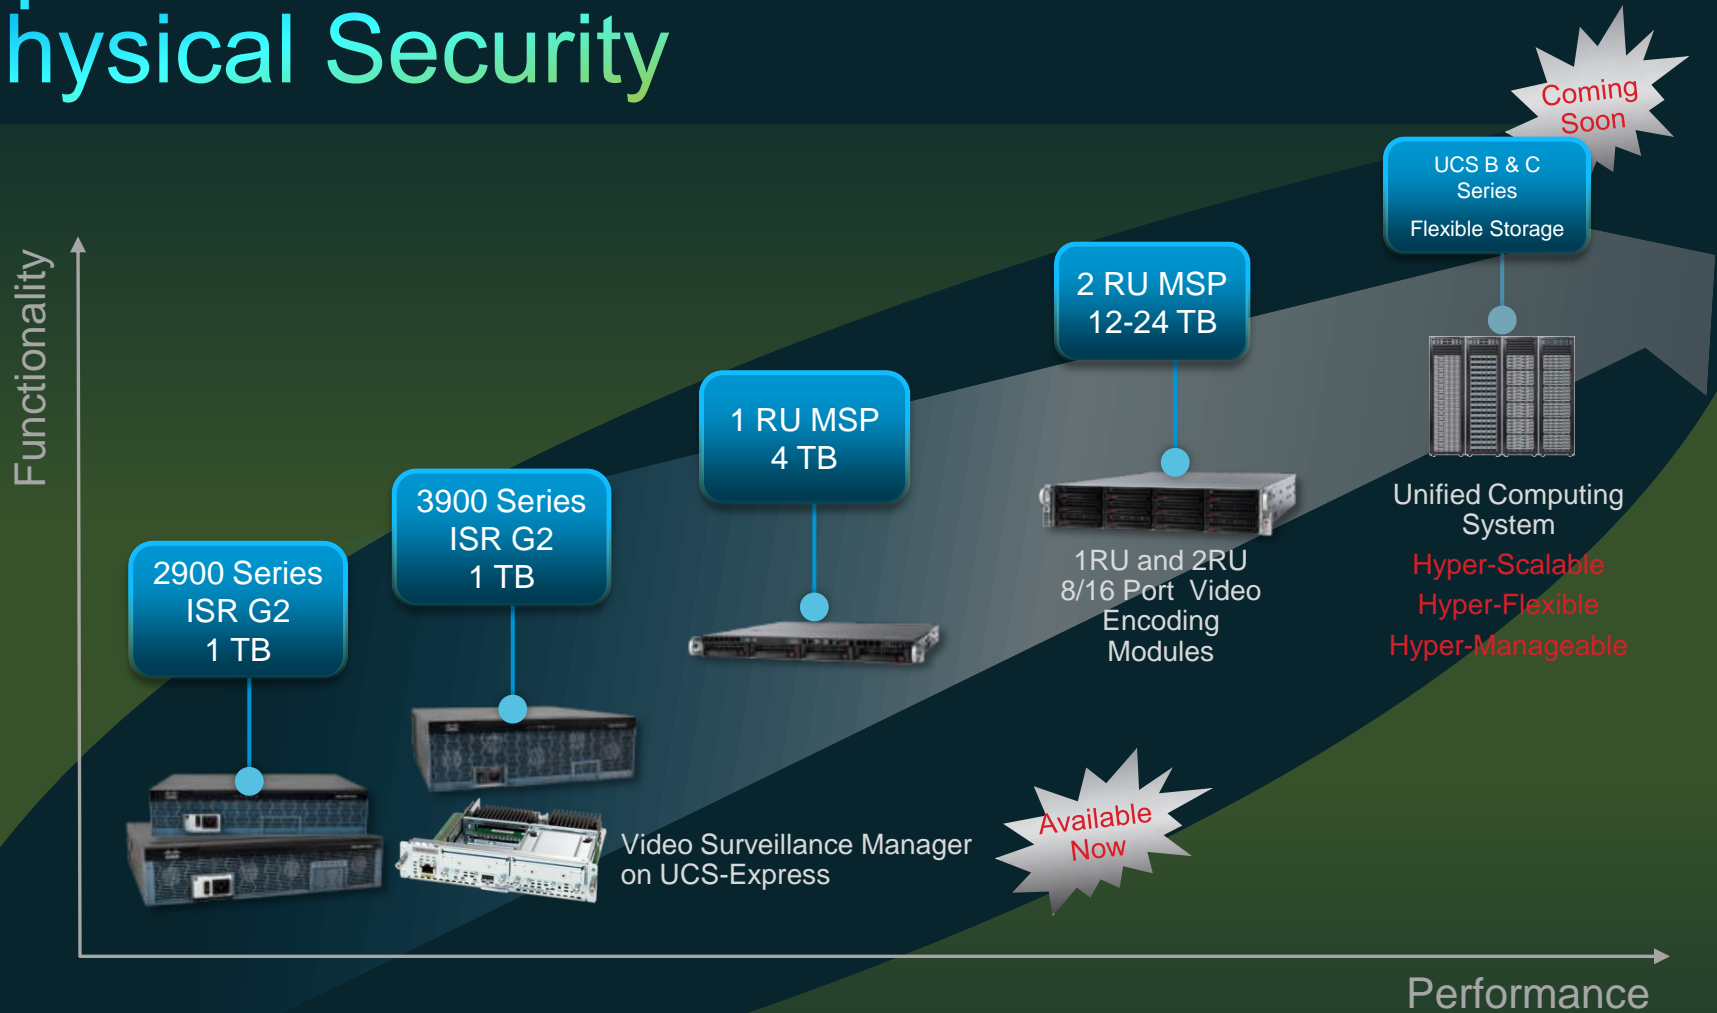 hysical Security
Coming
Soon
UCS B & C
Series
Flexible Storage
2 RU MSP
12-24 TB
1 RU MSP
4 TB
3900 Series
ISR G2
1 TB
2900 Series
ISR G2
1 TB
Functionality
Unified Computing
System
Hyper-Scalable
Hyper-Flexible
Hyper-Manageable
1RU and 2RU
8/16 Port Video
Encoding
Modules
Video Surveillance Manager
on UCS-Express
Available
Now
Performance